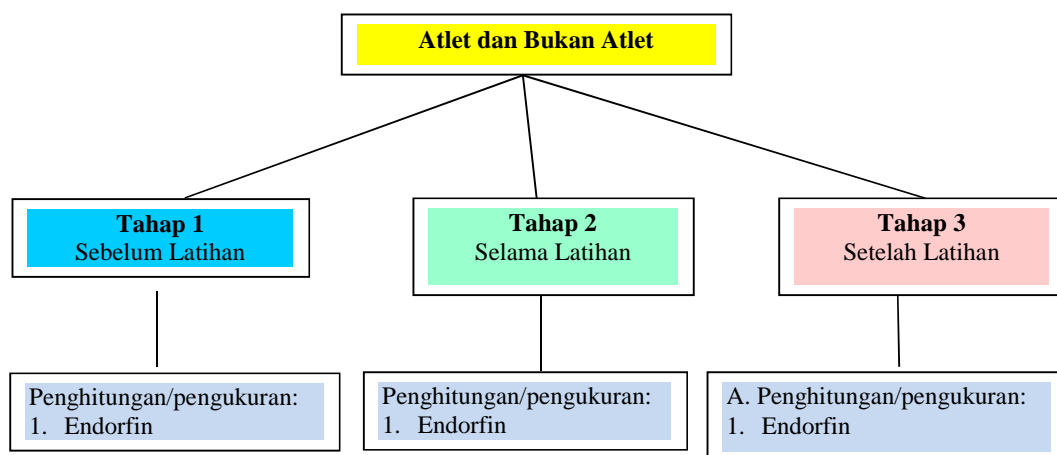 Atlet dan Bukan Atlet
Tahap 1
Sebelum Latihan
Tahap 2
Selama Latihan
Tahap 3
Setelah Latihan
Penghitungan/pengukuran:
1. Endorfin
Penghitungan/pengukuran:
1. Endorfin
A. Penghitungan/pengukuran:
1. Endorfin